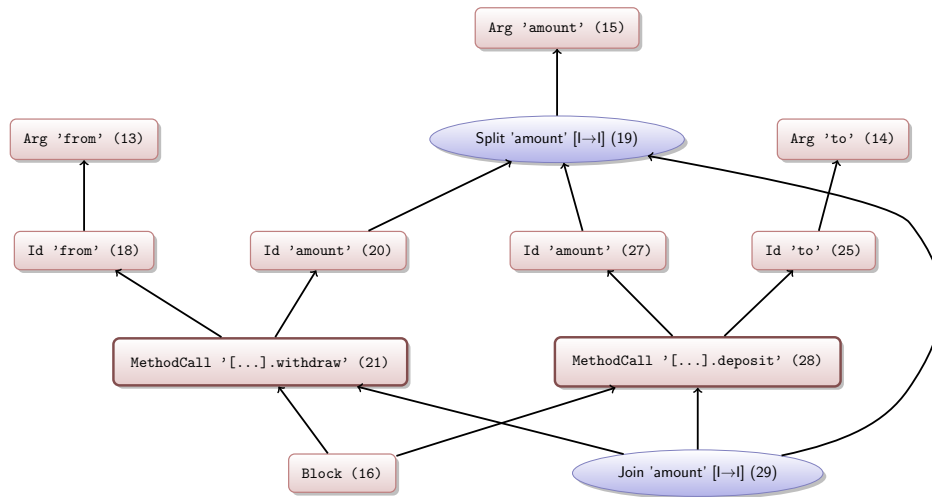 Arg ’amount’ (15)
Arg ’from’ (13)
Split ’amount’ [I→I] (19)
Arg ’to’ (14)
Id ’from’ (18)
Id ’amount’ (20)
Id ’amount’ (27)
Id ’to’ (25)
MethodCall ’[...].withdraw’ (21)
MethodCall ’[...].deposit’ (28)
Block (16)
Join ’amount’ [I→I] (29)